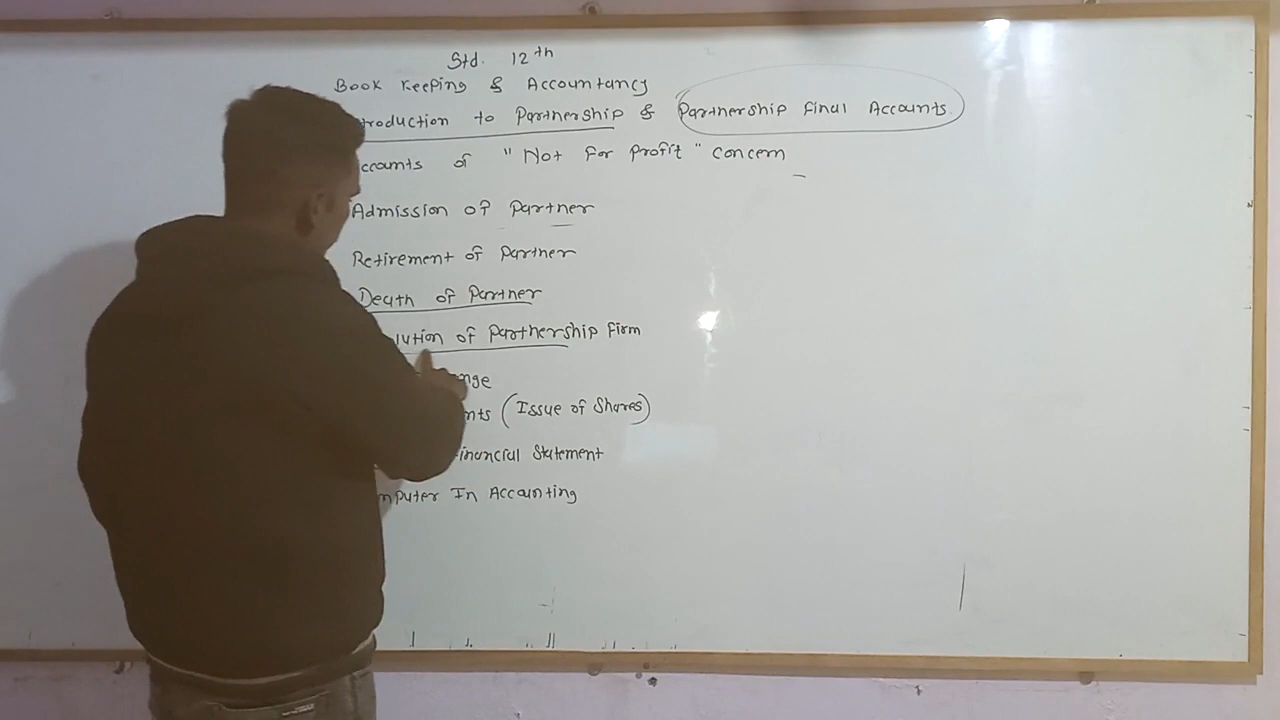 Std. 12th
Book Keeping & Accountancy
troduction to Partnership & Partnership Final Accounts
ccounts of "Not For Profit" Concern
Admission of Partner
Retirement of Partner
Death of Partner
lution of Partnership Firm
nge
nts (Issue of Shares)
inancial Statement
mputer In Accounting